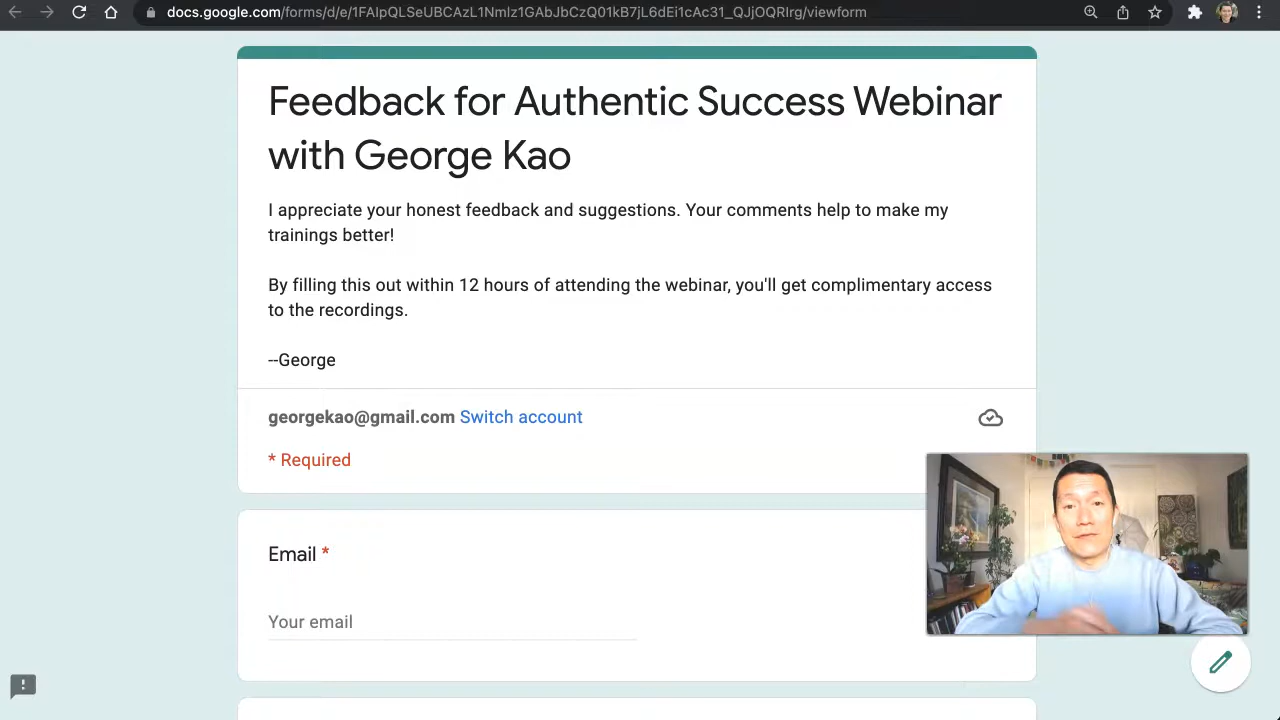 docs.google.com/forms/d/e/1FAIpQLSeUBCAzL1NmIz1GAbJbCzQ01kB7jL6dEi1cAc31_QJjOQRIrg/viewform
Feedback for Authentic Success Webinar
with George Kao
I appreciate your honest feedback and suggestions. Your comments help to make my
trainings better!
By filling this out within 12 hours of attending the webinar, you'll get complimentary access
to the recordings.
--George
georgekao@gmail.com Switch account
* Required
Email *
Your email